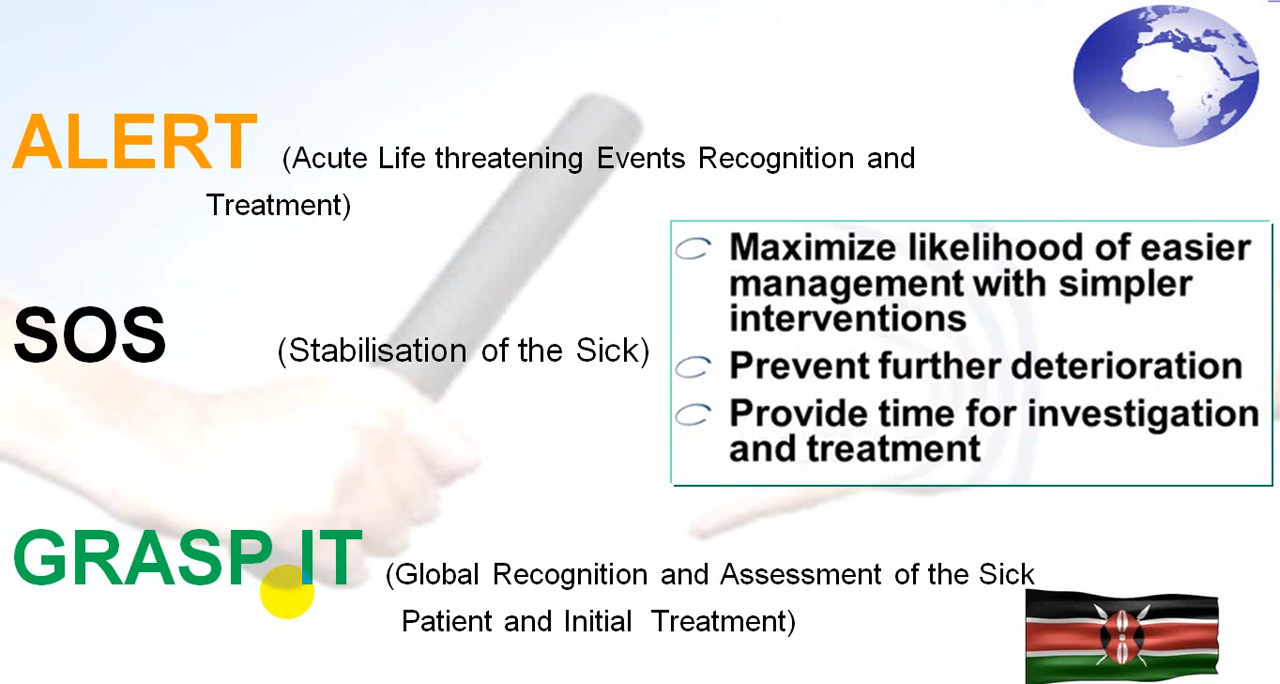 ALERT (Acute Life threatening Events Recognition and
Treatment)
SOS (Stabilisation of the Sick)
Maximize likelihood of easier
management with simpler
interventions
Prevent further deterioration
Provide time for investigation
and treatment
GRASP IT (Global Recognition and Assessment of the Sick
Patient and Initial Treatment)